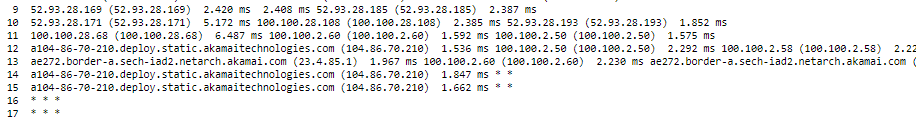 9 52.93.28.169 (52.93.28.169) 2.420 ms 2.408 ms 52.93.28.185 (52.93.28.185) 2.387 ms
10 52.93.28.171 (52.93.28.171) 5.172 ms 100.100.28.108 (100.100.28.108) 2.385 ms 52.93.28.193 (52.93.28.193) 1.852 ms
11 100.100.28.68 (100.100.28.68) 6.487 ms 100.100.2.60 (100.100.2.60) 1.592 ms 100.100.2.50 (100.100.2.50) 1.575 ms
12 a104-86-70-210.deploy.static.akamaitechnologies.com (104.86.70.210) 1.536 ms 100.100.2.50 (100.100.2.50) 2.292 ms 100.100.2.58 (100.100.2.58) 2.22
13 ae272.border-a.sech-iad2.netarch.akamai.com (23.4.85.1) 1.967 ms 100.100.2.60 (100.100.2.60) 2.230 ms ae272.border-a.sech-iad2.netarch.akamai.com (
14 a104-86-70-210.deploy.static.akamaitechnologies.com (104.86.70.210) 1.847 ms * *
15 a104-86-70-210.deploy.static.akamaitechnologies.com (104.86.70.210) 1.662 ms * *
16 * * *
17 * * *